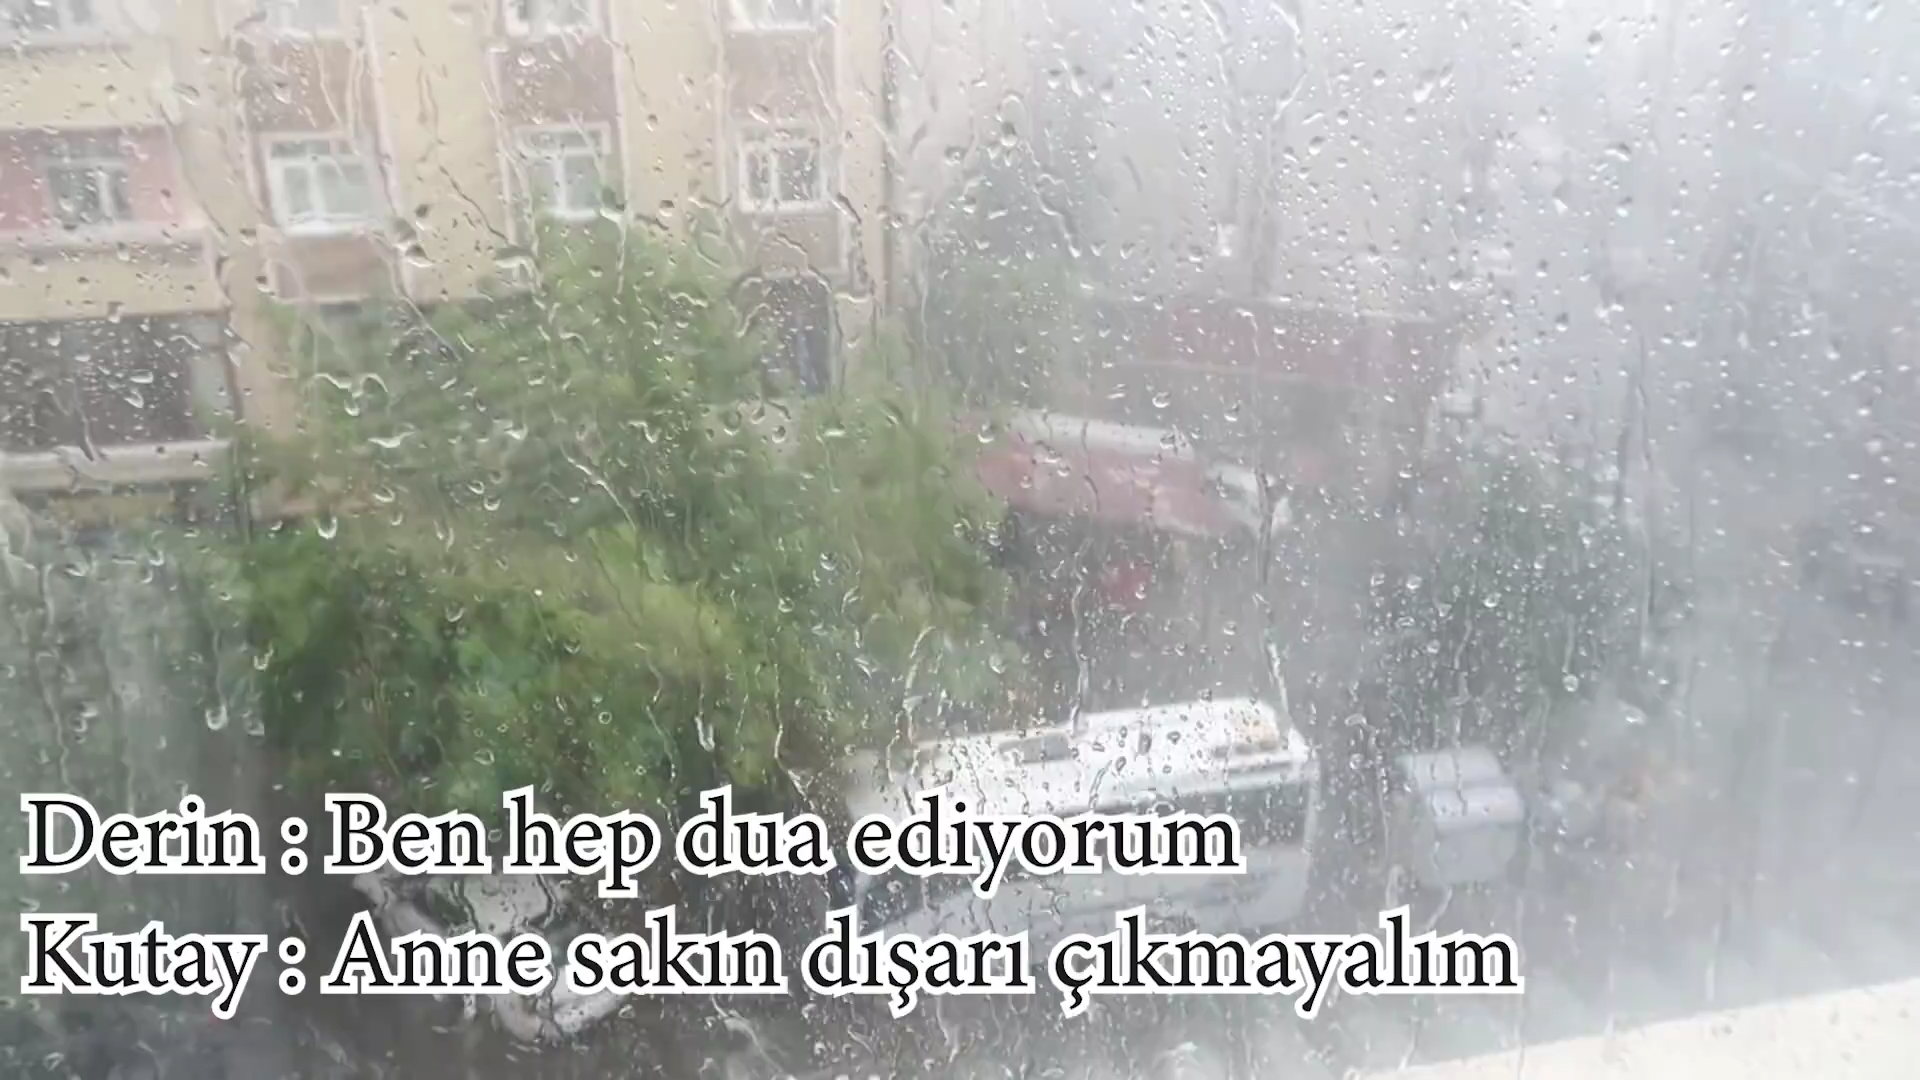 Derin : Ben hep dua ediyorum
Kutay : Anne sakın dışarı çıkmayalım